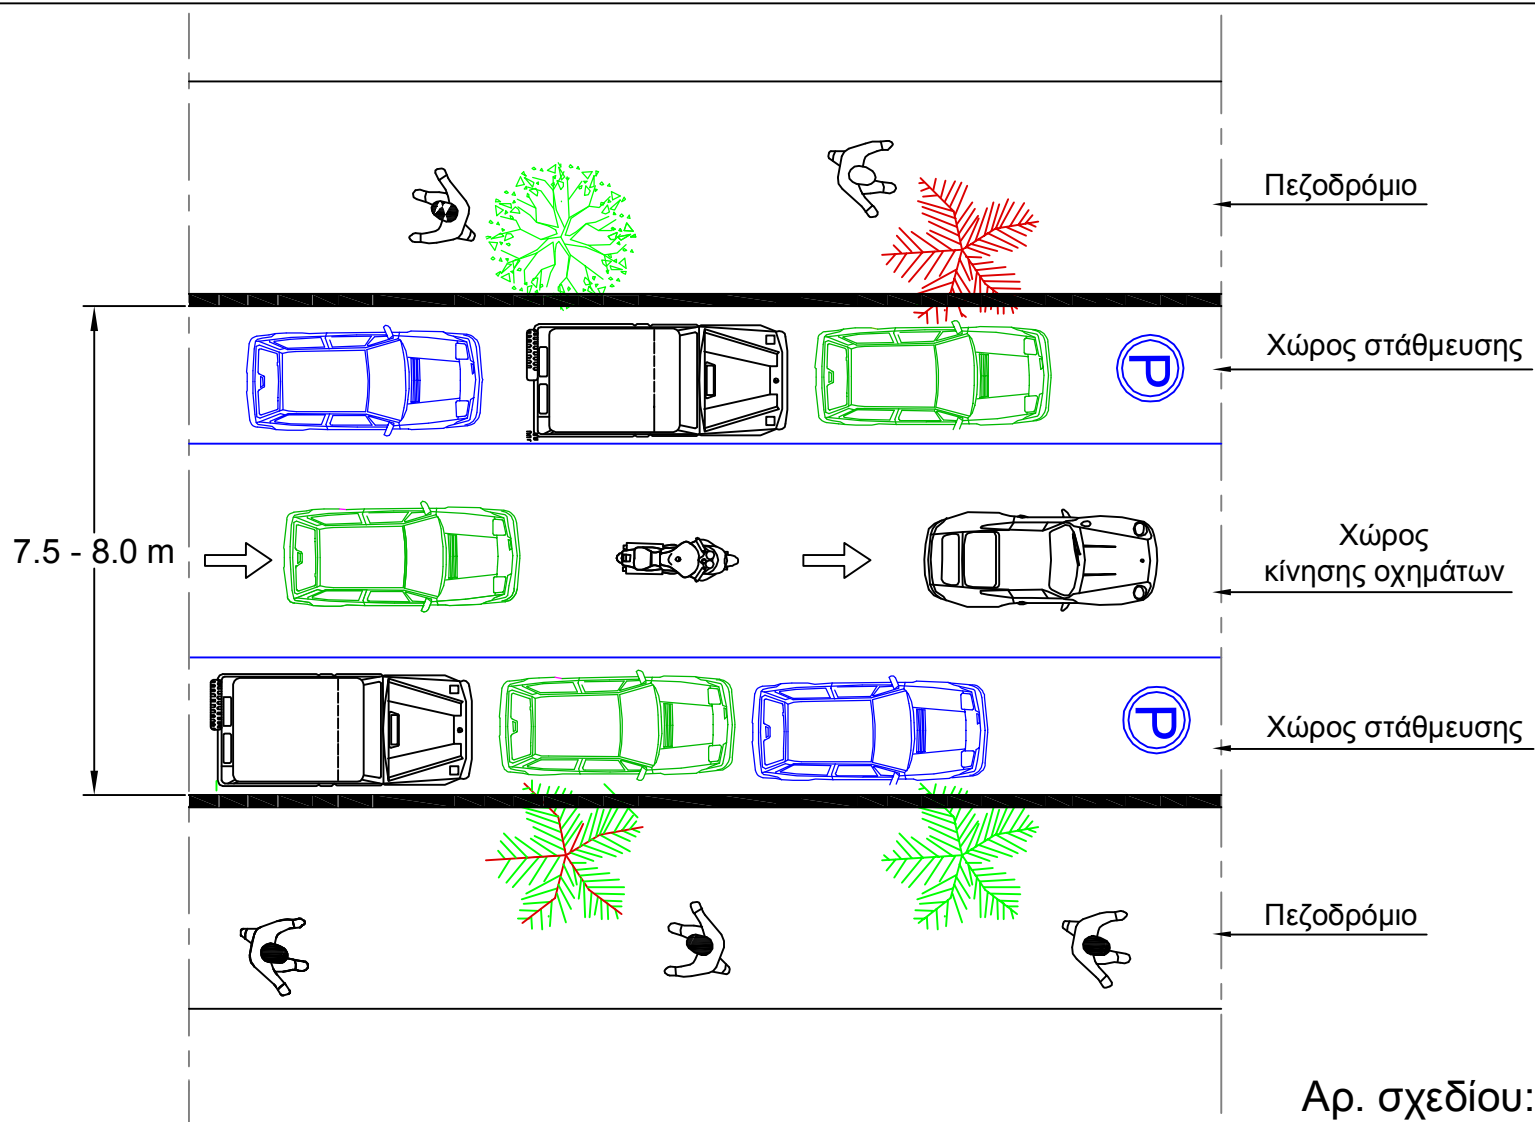 Πεζοδρόμιο
P
Χώρος στάθμευσης
7.5 - 8.0 m
Χώρος
κίνησης οχημάτων
P
Χώρος στάθμευσης
Πεζοδρόμιο
Αρ. σχεδίου: